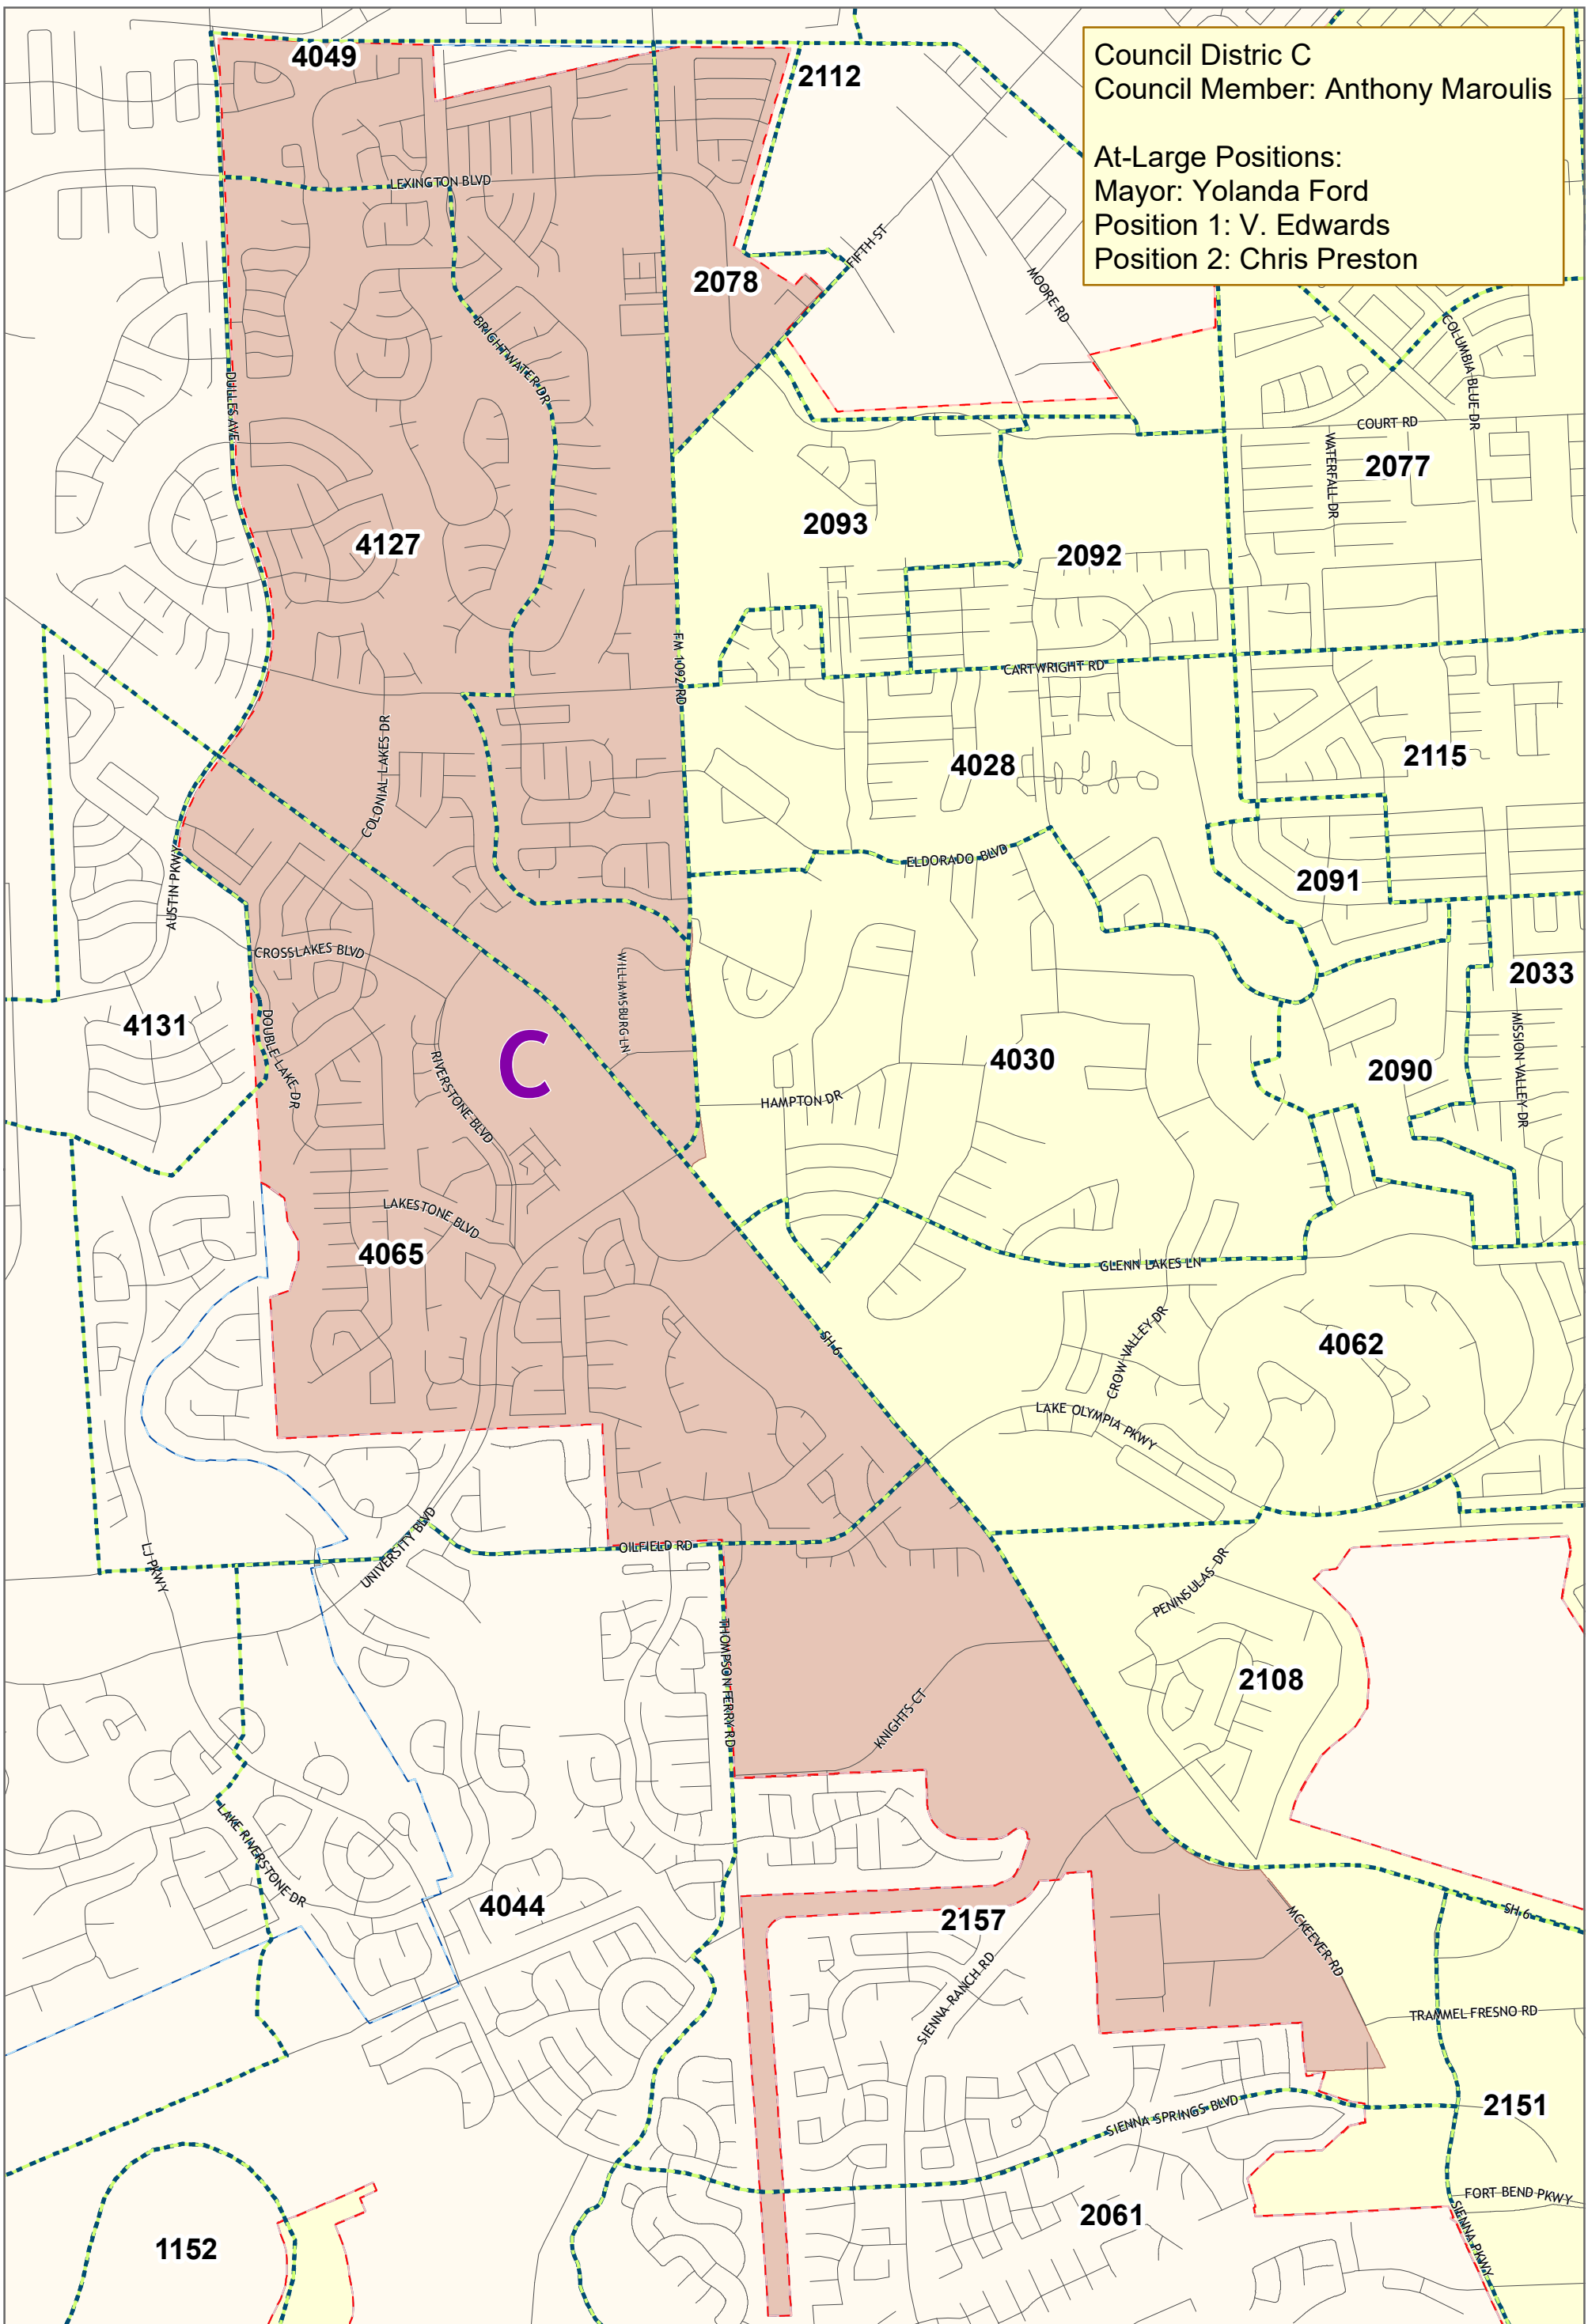 Council Distric C
Council Member: Anthony Maroulis
At-Large Positions:
Mayor: Yolanda Ford
Position 1: V. Edwards
Position 2: Chris Preston
4049
2112
LEXINGTON BLVD
FIFTH ST
2078
MOORE RD
BRIGHTWATER DR
COLUMBIA BLUE DR
DULLES AVE
COURT RD
WATERFALL DR
2077
2093
4127
2092
FM 1092 RD
CARTWRIGHT RD
COLONIAL LAKES DR
2115
4028
AUSTIN PKWY
ELDORADO BLVD
2091
CROSSLAKES BLVD
WILLIAMSBURG LN
2033
4131
DOUBLE LAKE DR
C
RIVERSTONE BLVD
4030
2090
MISSION VALLEY DR
HAMPTON DR
LAKESTONE BLVD
4065
GLENN LAKES LN
SH 6
CROW VALLEY DR
4062
LAKE OLYMPIA PKWY
UNIVERSITY BLVD
OILFIELD RD
LJ PKWY
PENINSULAS DR
THOMPSON FERRY RD
2108
KNIGHTS CT
LAKE RIVERSTONE DR
4044
2157
MCKEEVER RD
SH 6
SIENNA RANCH RD
TRAMMEL FRESNO RD
2151
SIENNA SPRINGS BLVD
FORT BEND PKWY
2061
SIENNA PKWY
1152